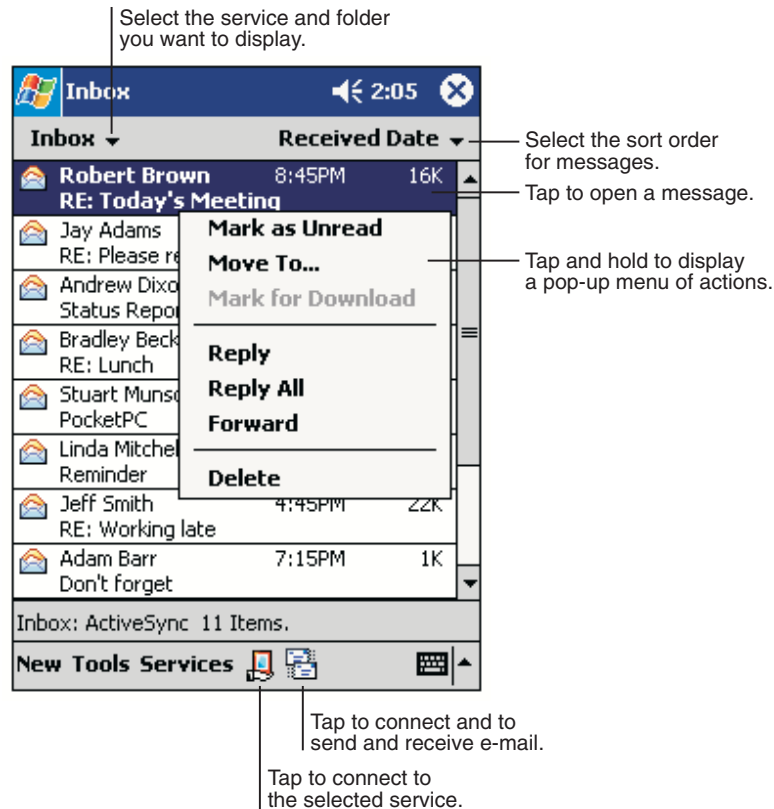 Select the service and folder
you want to display.
Inbox 2:05
Inbox Received Date
Select the sort order
for messages.
Robert Brown 8:45PM 16K
RE: Today's Meeting
Tap to open a message.
Jay Adams
RE: Please re
Andrew Dixo
Status Repor
Bradley Beck
RE: Lunch
Stuart Munso
PocketPC
Linda Mitchel
Reminder
Jeff Smith 4:45PM 22K
RE: Working late
Adam Barr 7:15PM 1K
Don't forget
Mark as Unread
Move To...
Mark for Download
Reply
Reply All
Forward
Delete
Tap and hold to display
a pop-up menu of actions.
Inbox: ActiveSync 11 Items.
New Tools Services
Tap to connect and to
send and receive e-mail.
Tap to connect to
the selected service.